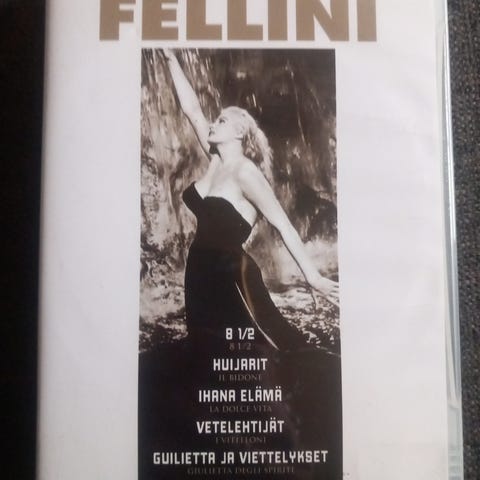 FELLINI
8 1/2
8 1/2
HUIJARIT
IL BIDONE
IHANA ELÄMÄ
LA DOLCE VITA
VETELEHTIJÄT
I VITELLONI
GUILIETTA JA VIETTELYKSET
GIULIETTA DEGLI SPIRITI